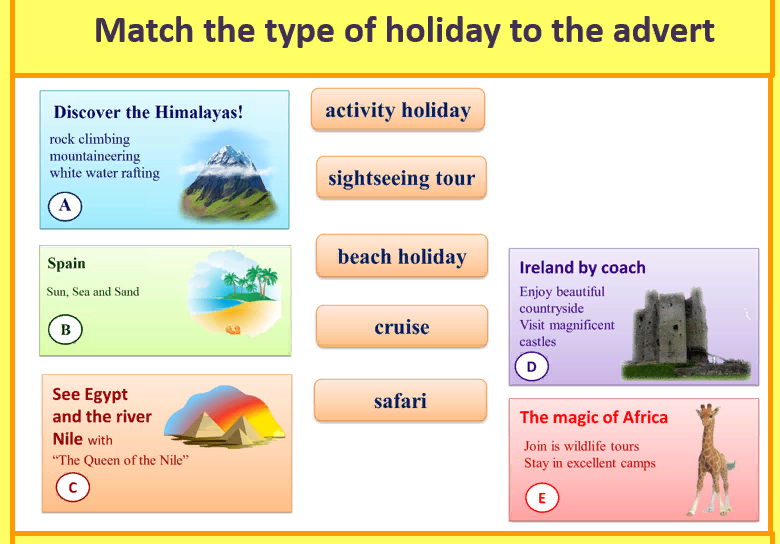 Match the type of holiday to the advert
Discover the Himalayas!
rock climbing
mountaineering
white water rafting
A
Spain
Sun, Sea and Sand
B
See Egypt
and the river
Nile with
“The Queen of the Nile”
C
activity holiday
sightseeing tour
beach holiday
cruise
safari
Ireland by coach
Enjoy beautiful
countryside
Visit magnificent
castles
D
The magic of Africa
Join is wildlife tours
Stay in excellent camps
E